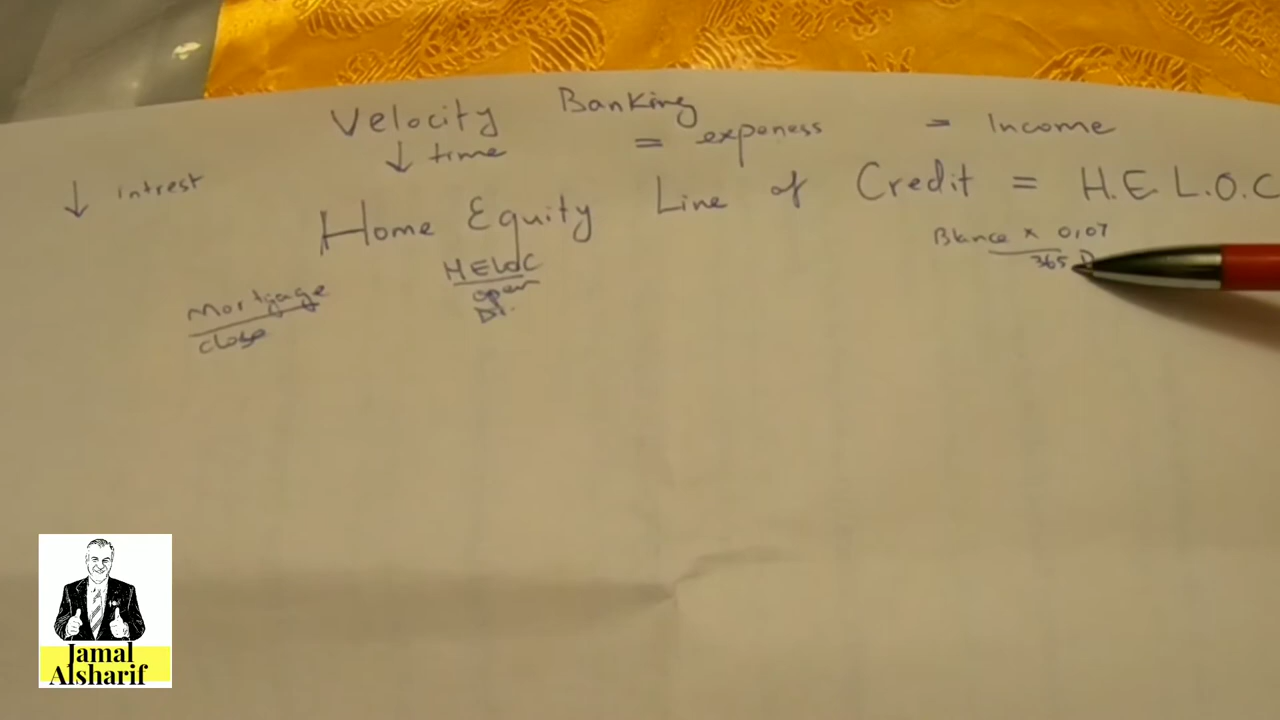 Velocity Banking
↓ time = exponess = Income
↓ intrest
Home Equity Line of Credit = H.E.L.O.C
Blance x 0,07
365 D
HELOC
open
Mortgage
close
Jamal
Alsharif